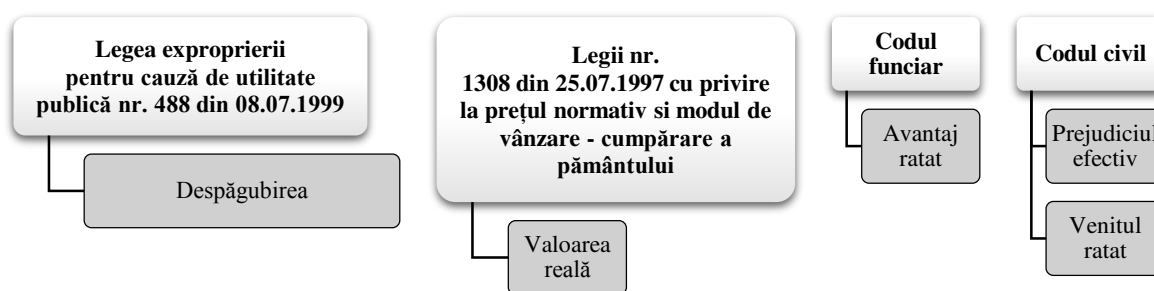 Legea exproprierii
pentru cauză de utilitate
publică nr. 488 din 08.07.1999
Despăgubirea
Legii nr.
1308 din 25.07.1997 cu privire
la prețul normativ si modul de
vânzare - cumpărare a
pământului
Valoarea
reală
Codul
funciar
Avantaj
ratat
Codul civil
Prejudiciul
efectiv
Venitul
ratat